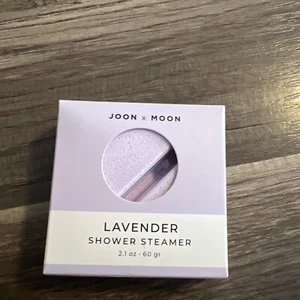 JOON x MOON
LAVENDER
SHOWER STEAMER
2.1 oz - 60 gr